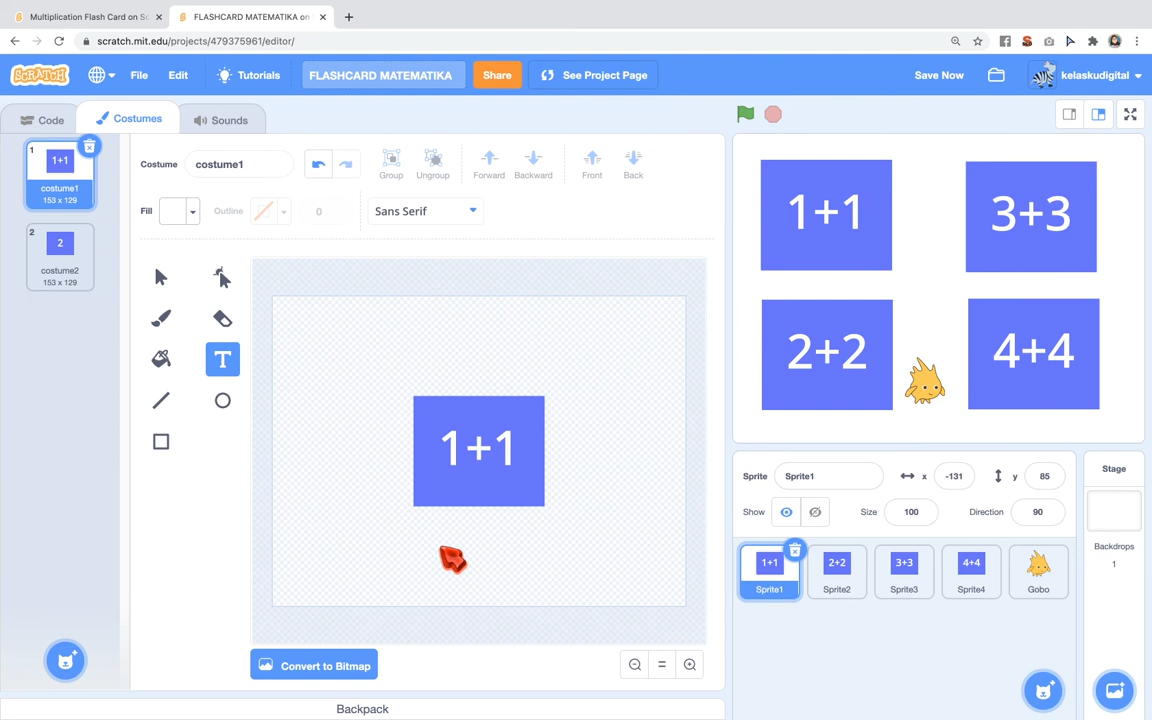 Multiplication Flash Card on Sc
FLASHCARD MATEMATIKA on
scratch.mit.edu/projects/479375961/editor/
SCRATCH
File
Edit
Tutorials
FLASHCARD MATEMATIKA
Share
See Project Page
Save Now
kelaskudigital
Code
Costumes
Sounds
1
1+1
costume1
153 x 129
2
2
costume2
153 x 129
Costume
costume1
Group
Ungroup
Forward
Backward
Front
Back
Fill
Outline
0
Sans Serif
T
1+1
Convert to Bitmap
Backpack
1+1
3+3
2+2
4+4
Sprite
Sprite1
x
-131
y
85
Show
Size
100
Direction
90
1+1
Sprite1
2+2
Sprite2
3+3
Sprite3
4+4
Sprite4
Gobo
Stage
Backdrops
1